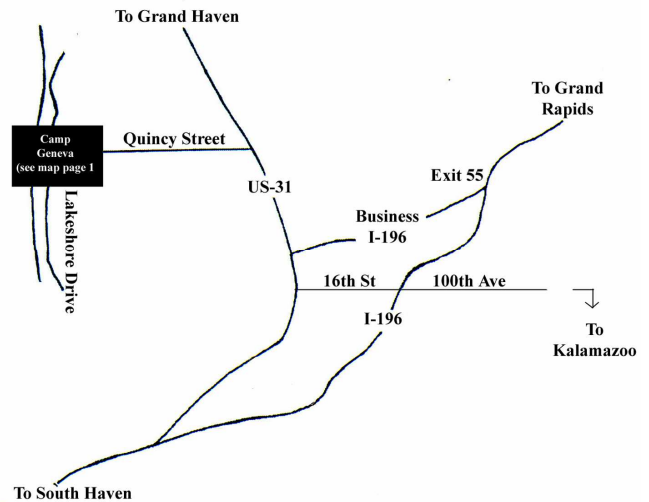 To Grand Haven
To Grand
Rapids
Camp
Geneva
(see map page 1
Quincy Street
Exit 55
US-31
Lakeshore Drive
Business
I-196
16th St
100th Ave
I-196
To
Kalamazoo
To South Haven